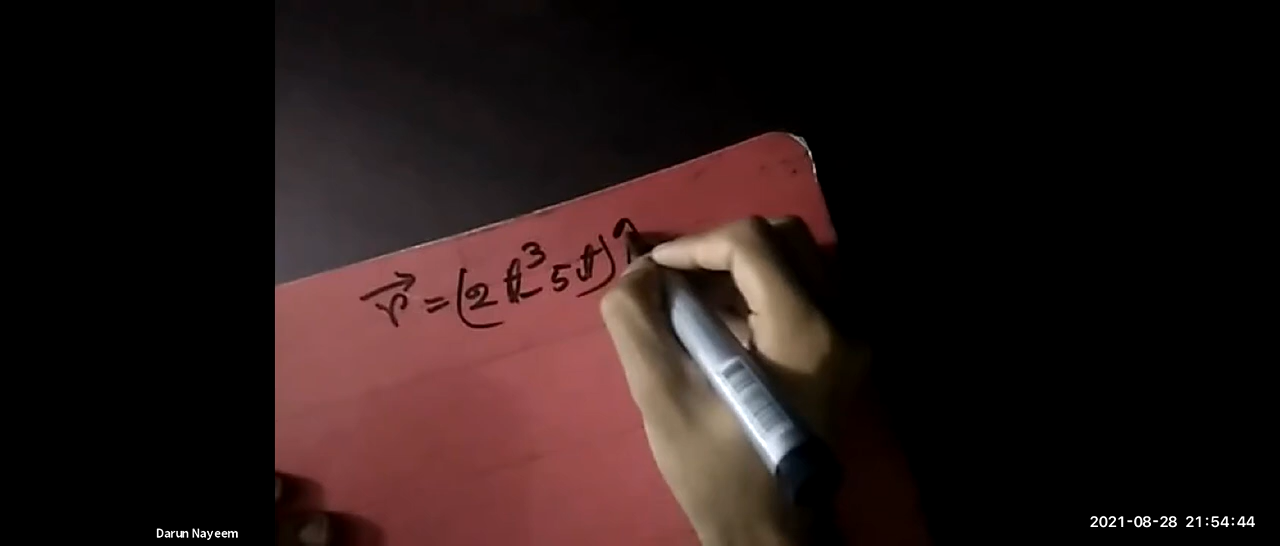 r⃗ = (2t³ 5t) î
Darun Nayeem
2021-08-28 21:54:44